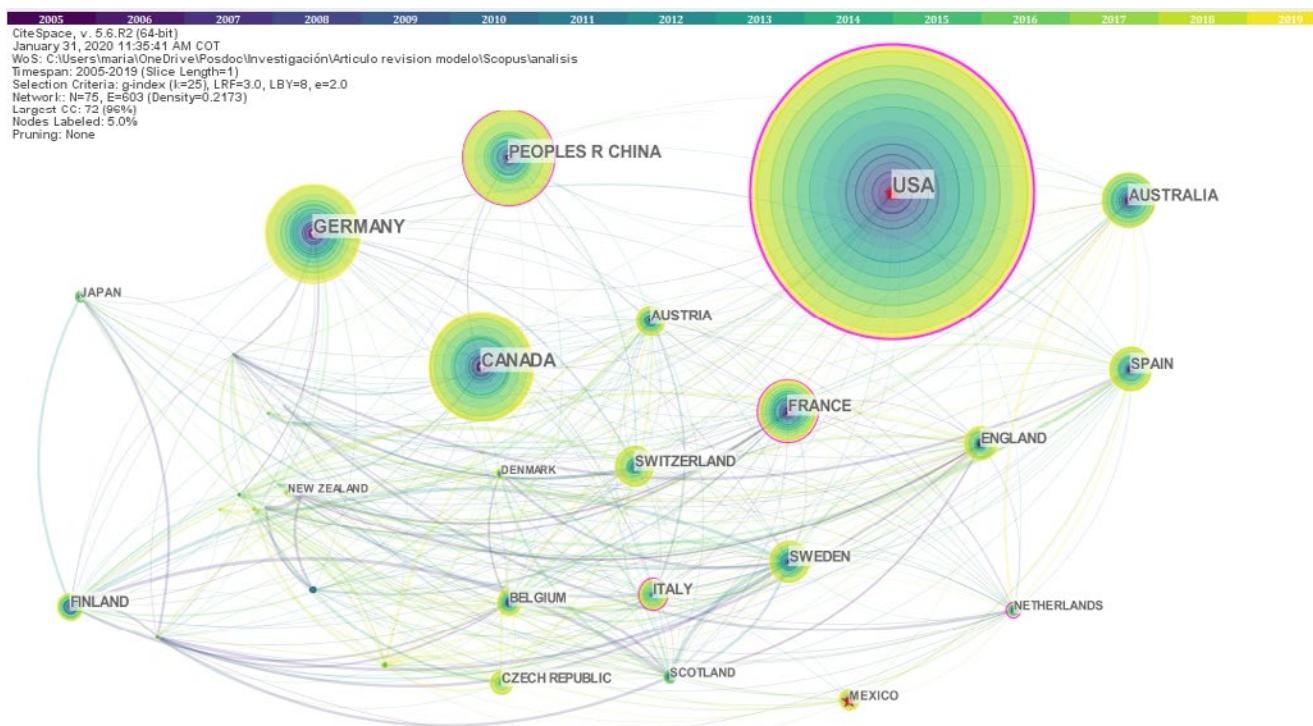 2005 2006 2007 2008 2009 2010 2011 2012 2013 2014 2015 2016 2017 2018 2019
CiteSpace, v. 5.6.R2 (64-bit)
January 31, 2020 11:35:41 AM COT
WoS: C:\Users\maria\OneDrive\Posdoc\Investigación\Articulo revision modelo\Scopus\analisis
Timespan: 2005-2019 (Slice Length=1)
Selection Criteria: g-index (k=25), LRF=3.0, LBY=8, e=2.0
Network: N=75, E=603 (Density=0.2173)
Largest CC: 72 (96%)
Nodes Labeled: 5.0%
Pruning: None
PEOPLES R CHINA
USA
AUSTRALIA
GERMANY
JAPAN
AUSTRIA
CANADA
SPAIN
FRANCE
ENGLAND
SWITZERLAND
DENMARK
NEW ZEALAND
SWEDEN
ITALY
BELGIUM
FINLAND
NETHERLANDS
SCOTLAND
CZECH REPUBLIC
MEXICO